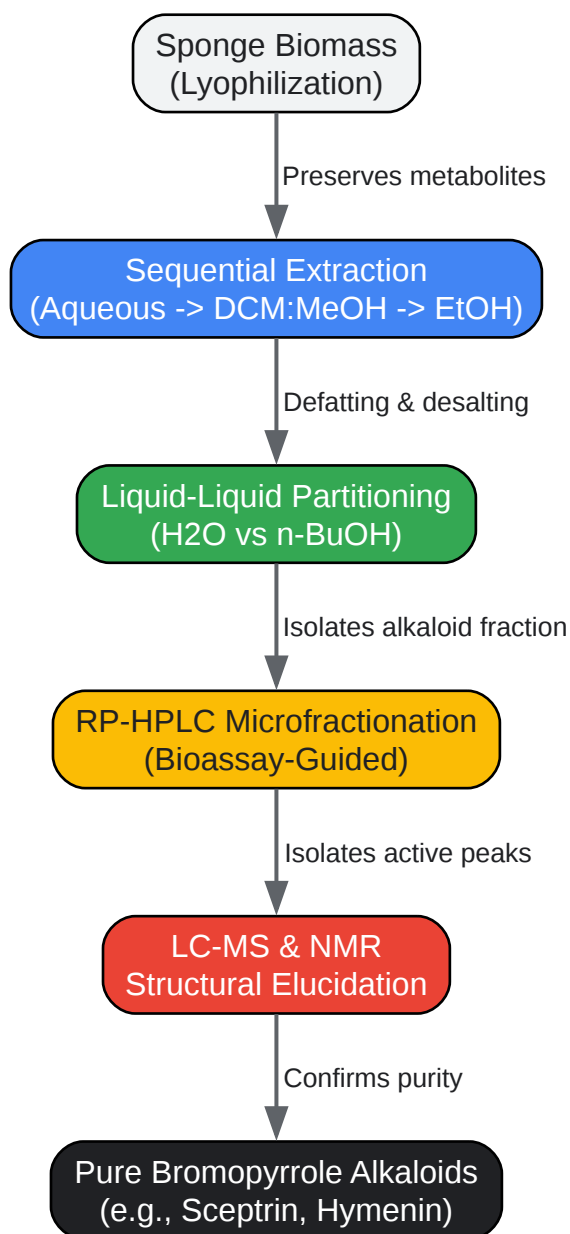 Sponge Biomass
(Lyophilization)
Preserves metabolites
Sequential Extraction
(Aqueous -> DCM:MeOH -> EtOH)
Defatting & desalting
Liquid-Liquid Partitioning
(H2O vs n-BuOH)
Isolates alkaloid fraction
RP-HPLC Microfractionation
(Bioassay-Guided)
Isolates active peaks
LC-MS & NMR
Structural Elucidation
Confirms purity
Pure Bromopyrrole Alkaloids
(e.g., Sceptrin, Hymenin)